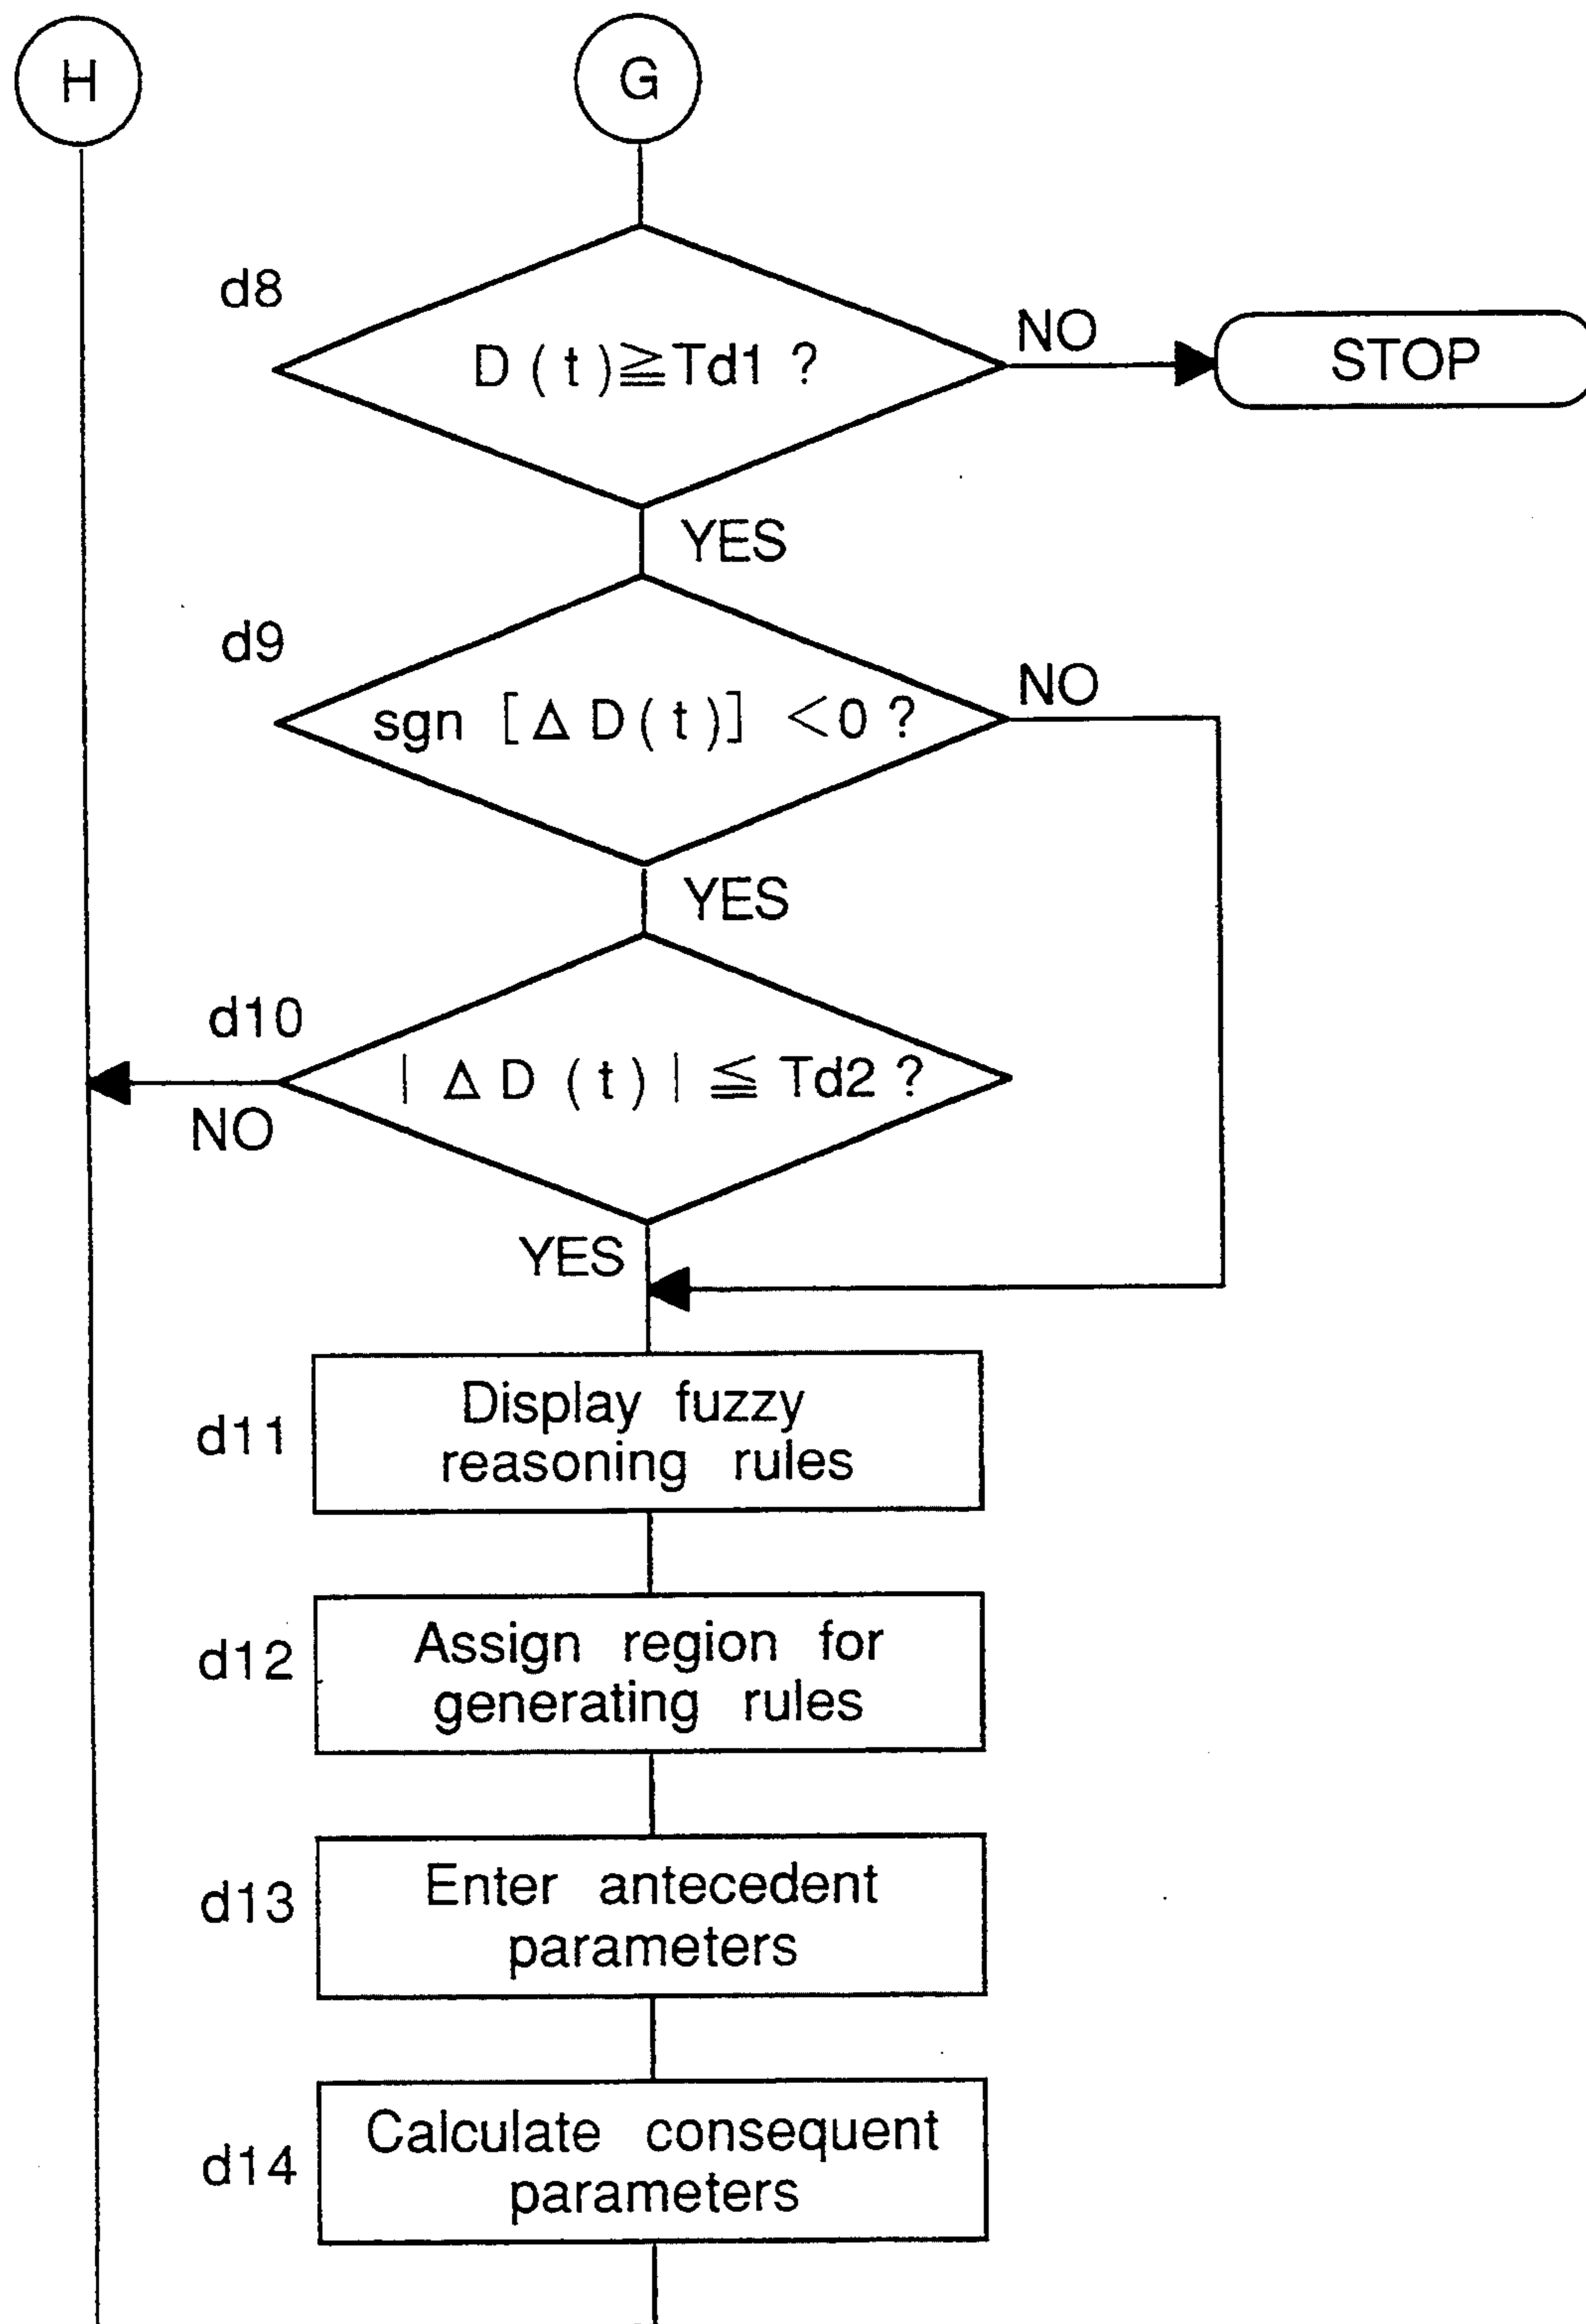 H
G
d8
D (t)≧Td1 ?
NO
STOP
YES
d9
sgn [Δ D(t)] <0 ?
NO
YES
d10
| Δ D (t) | ≦ Td2 ?
NO
YES
d11
Display fuzzy
reasoning rules
d12
Assign region for
generating rules
d13
Enter antecedent
parameters
d14
Calculate consequent
parameters